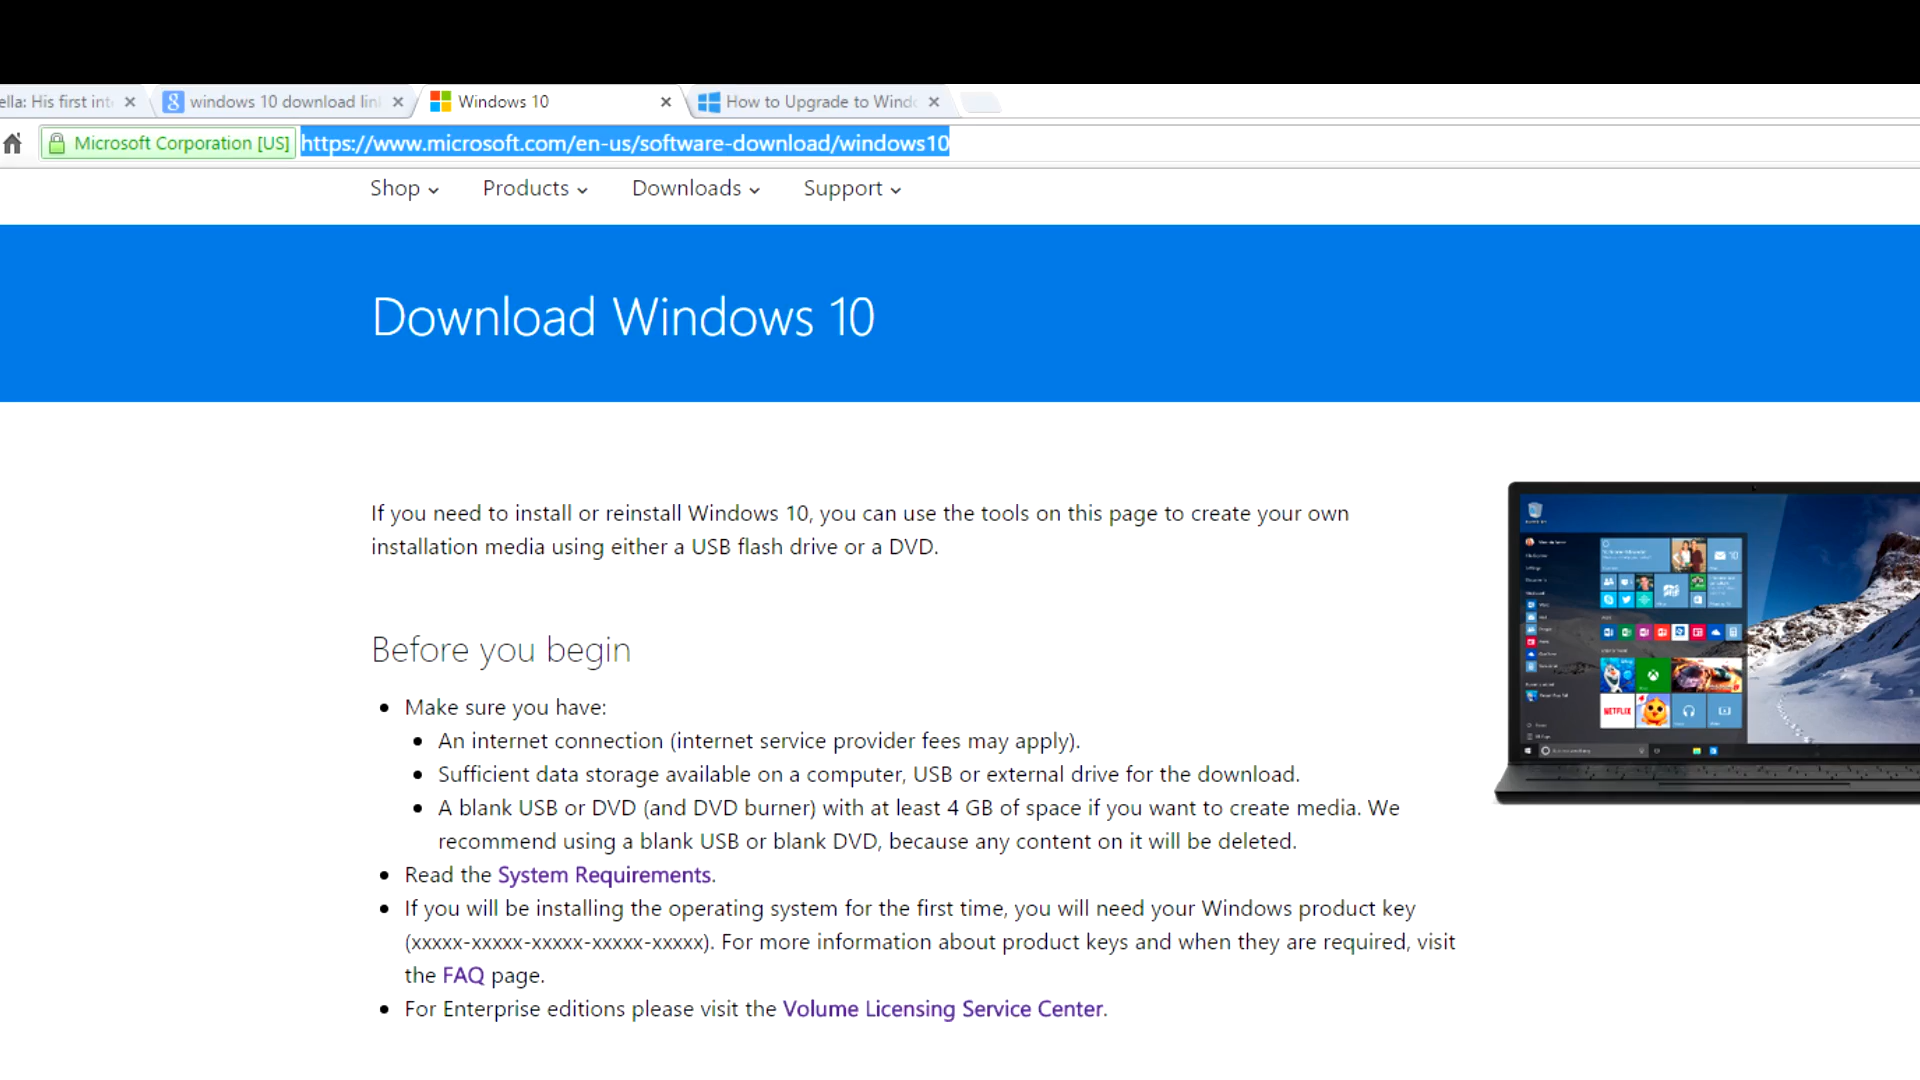 ella: His first int
windows 10 download lin
Windows 10
How to Upgrade to Windo
Microsoft Corporation [US] https://www.microsoft.com/en-us/software-download/windows10
Shop Products Downloads Support
Download Windows 10
If you need to install or reinstall Windows 10, you can use the tools on this page to create your own
installation media using either a USB flash drive or a DVD.
Before you begin
Make sure you have:
An internet connection (internet service provider fees may apply).
Sufficient data storage available on a computer, USB or external drive for the download.
A blank USB or DVD (and DVD burner) with at least 4 GB of space if you want to create media. We
recommend using a blank USB or blank DVD, because any content on it will be deleted.
Read the System Requirements.
If you will be installing the operating system for the first time, you will need your Windows product key
(xxxxx-xxxxx-xxxxx-xxxxx-xxxxx). For more information about product keys and when they are required, visit
the FAQ page.
For Enterprise editions please visit the Volume Licensing Service Center.
NETFLIX